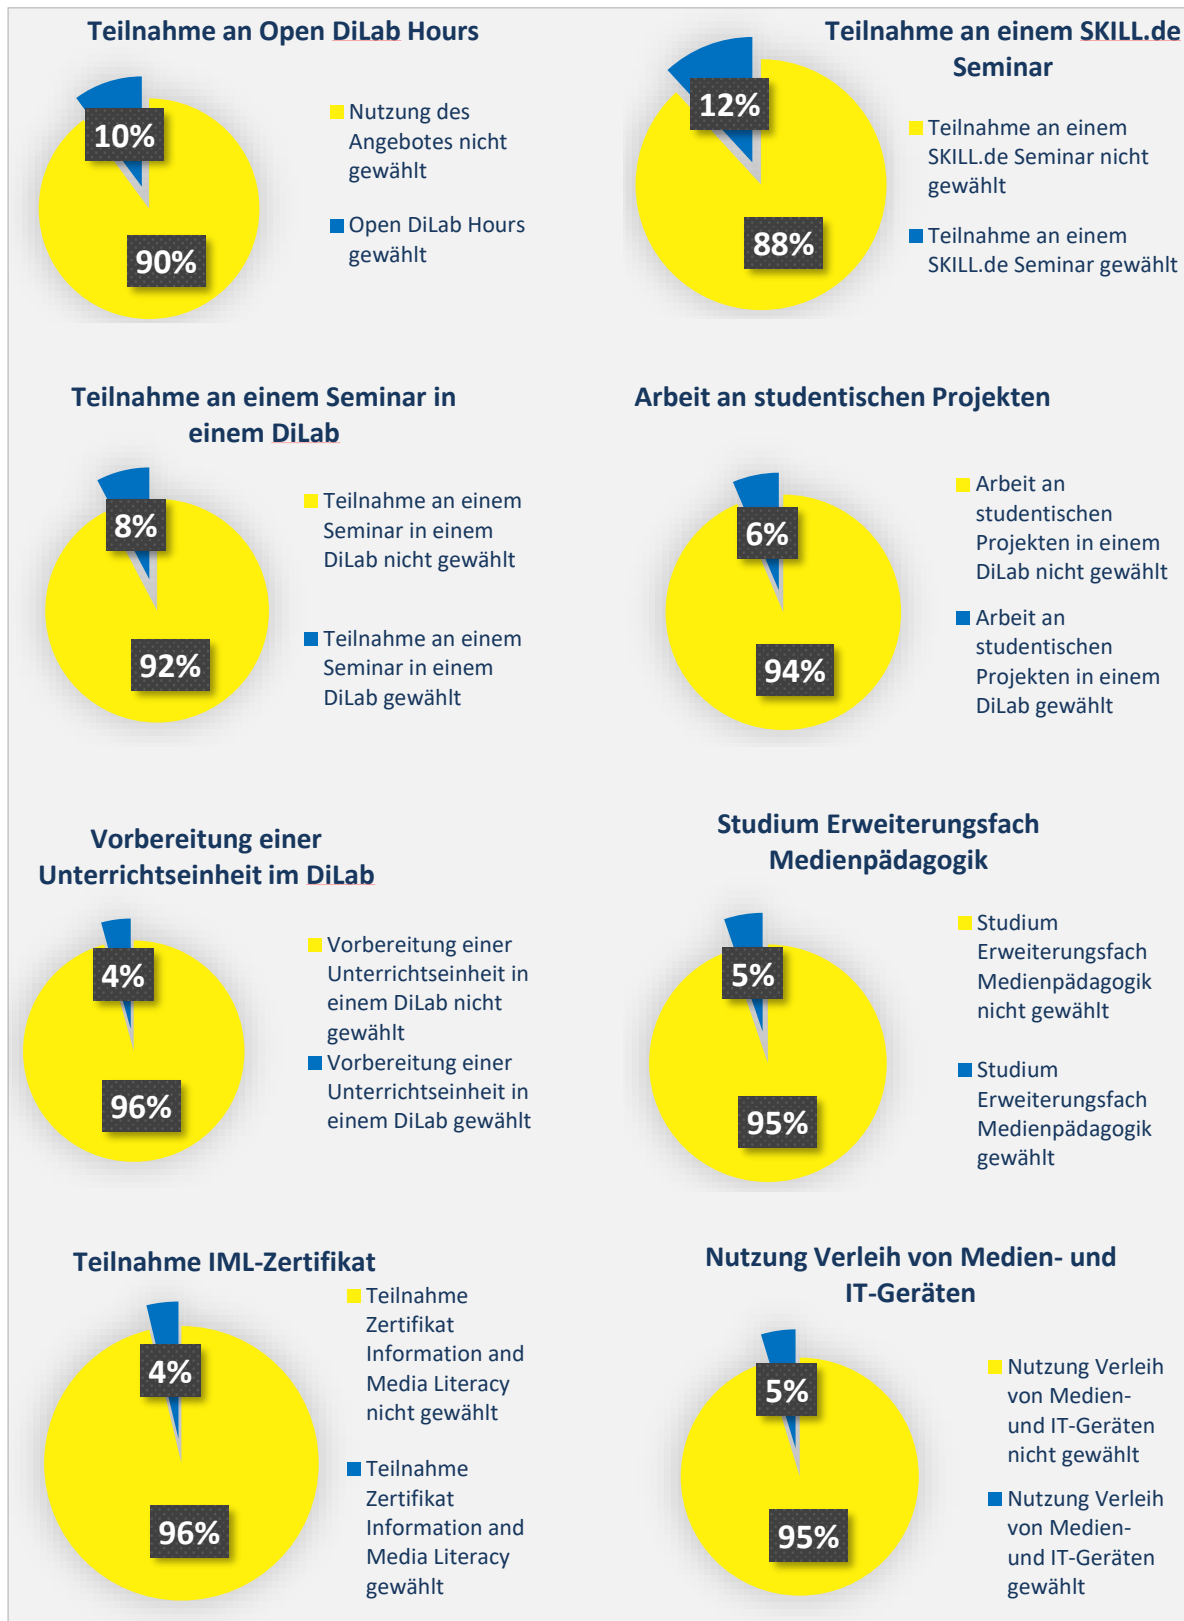 Teilnahme an Open DiLab Hours
10%
90%
Nutzung des
Angebotes nicht
gewählt
Open DiLab Hours
gewählt
Teilnahme an einem SKILL.de
Seminar
12%
88%
Teilnahme an einem
SKILL.de Seminar nicht
gewählt
Teilnahme an einem
SKILL.de Seminar gewählt
Teilnahme an einem Seminar in
einem DiLab
8%
92%
Teilnahme an einem
Seminar in einem
DiLab nicht gewählt
Teilnahme an einem
Seminar in einem
DiLab gewählt
Arbeit an studentischen Projekten
6%
94%
Arbeit an
studentischen
Projekten in einem
DiLab nicht gewählt
Arbeit an
studentischen
Projekten in einem
DiLab gewählt
Vorbereitung einer
Unterrichtseinheit im DiLab
4%
96%
Vorbereitung einer
Unterrichtseinheit in
einem DiLab nicht
gewählt
Vorbereitung einer
Unterrichtseinheit in
einem DiLab gewählt
Studium Erweiterungsfach
Medienpädagogik
5%
95%
Studium
Erweiterungsfach
Medienpädagogik
nicht gewählt
Studium
Erweiterungsfach
Medienpädagogik
gewählt
Teilnahme IML-Zertifikat
4%
96%
Teilnahme
Zertifikat
Information and
Media Literacy
nicht gewählt
Teilnahme
Zertifikat
Information and
Media Literacy
gewählt
Nutzung Verleih von Medien- und
IT-Geräten
5%
95%
Nutzung Verleih
von Medien-
und IT-Geräten
nicht gewählt
Nutzung Verleih
von Medien-
und IT-Geräten
gewählt